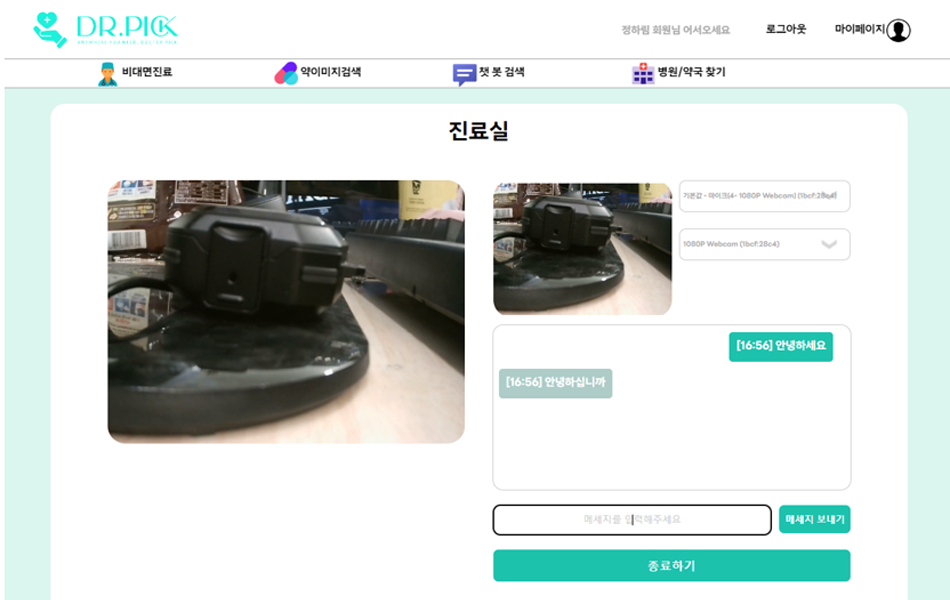 DR.PICK
정하림 회원님 어서오세요
로그아웃
마이페이지
비대면진료
약이미지검색
챗 봇 검색
병원/약국 찾기
진료실
기본값 - 마이크(4- 1080P Webcam) (1bcf:28c4)
1080P Webcam (1bcf:28c4)
[16:56] 안녕하세요
[16:56] 안녕하십니까
메세지를 입력해주세요
메세지 보내기
종료하기